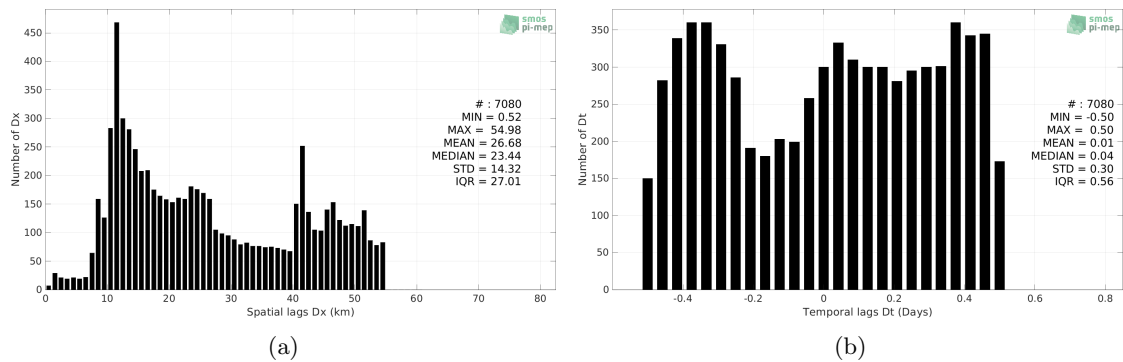 smos
pi-mep
450
400
350
300
250
200
150
100
50
0
Number of Dx
# : 7080
MIN = 0.52
MAX = 54.98
MEAN = 26.68
MEDIAN = 23.44
STD = 14.32
IQR = 27.01
0 10 20 30 40 50 60 70 80
Spatial lags Dx (km)
(a)
smos
pi-mep
350
300
250
200
150
100
50
0
Number of Dt
# : 7080
MIN = -0.50
MAX = 0.50
MEAN = 0.01
MEDIAN = 0.04
STD = 0.30
IQR = 0.56
-0.4 -0.2 0 0.2 0.4 0.6 0.8
Temporal lags Dt (Days)
(b)